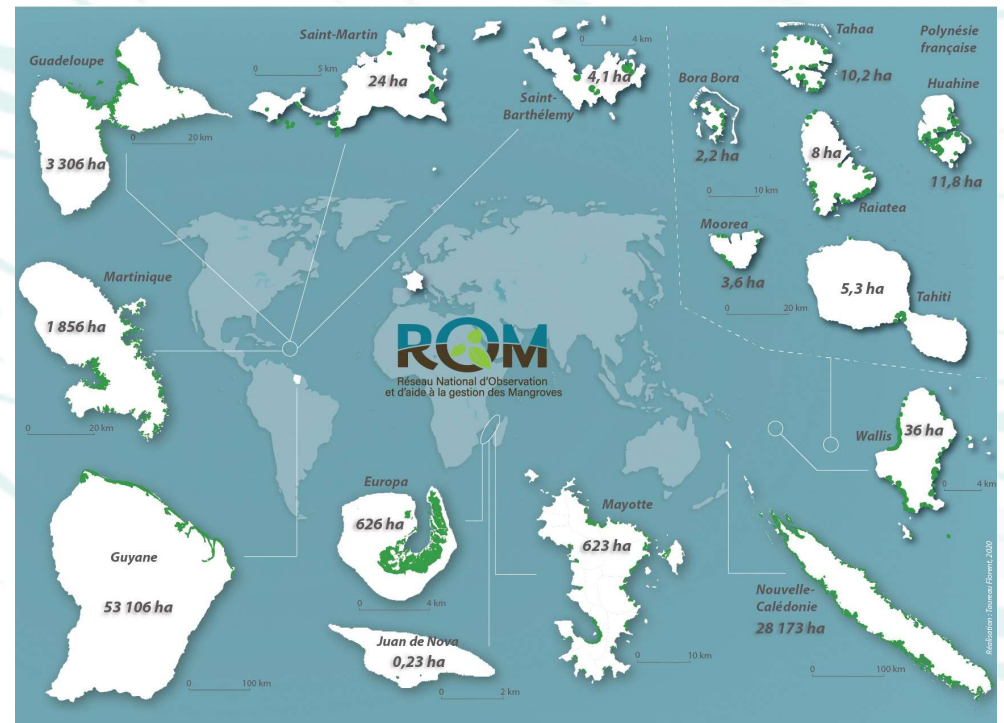 Guadeloupe
3 306 ha
0 20 km
Saint-Martin
0 5 km
24 ha
0 4 km
4,1 ha
Saint-
Barthélemy
Bora Bora
2,2 ha
0 10 km
Tahaa
10,2 ha
Polynésie
française
Huahine
11,8 ha
8 ha
Raiatea
Moorea
3,6 ha
0 20 km
5,3 ha
Tahiti
Martinique
1 856 ha
0 20 km
ROM
Réseau National d'Observation
et d'aide à la gestion des Mangroves
Wallis
36 ha
0 4 km
Guyane
53 106 ha
0 100 km
Europa
626 ha
0 4 km
Juan de Nova
0,23 ha
0 2 km
Mayotte
623 ha
0 10 km
Nouvelle-
Calédonie
28 173 ha
0 100 km
Réalisation : Taureau Florent, 2020